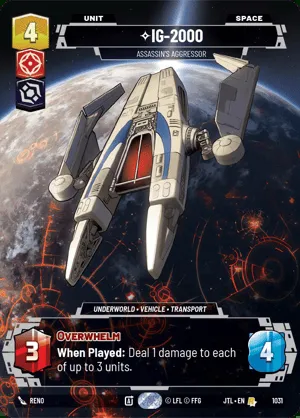 UNIT
SPACE
4
✧IG-2000
ASSASSIN'S AGGRESSOR
UNDERWORLD • VEHICLE • TRANSPORT
OVERWHELM
When Played: Deal 1 damage to each
of up to 3 units.
3
4
RENO
© LFL © FFG
JTL • EN
1031